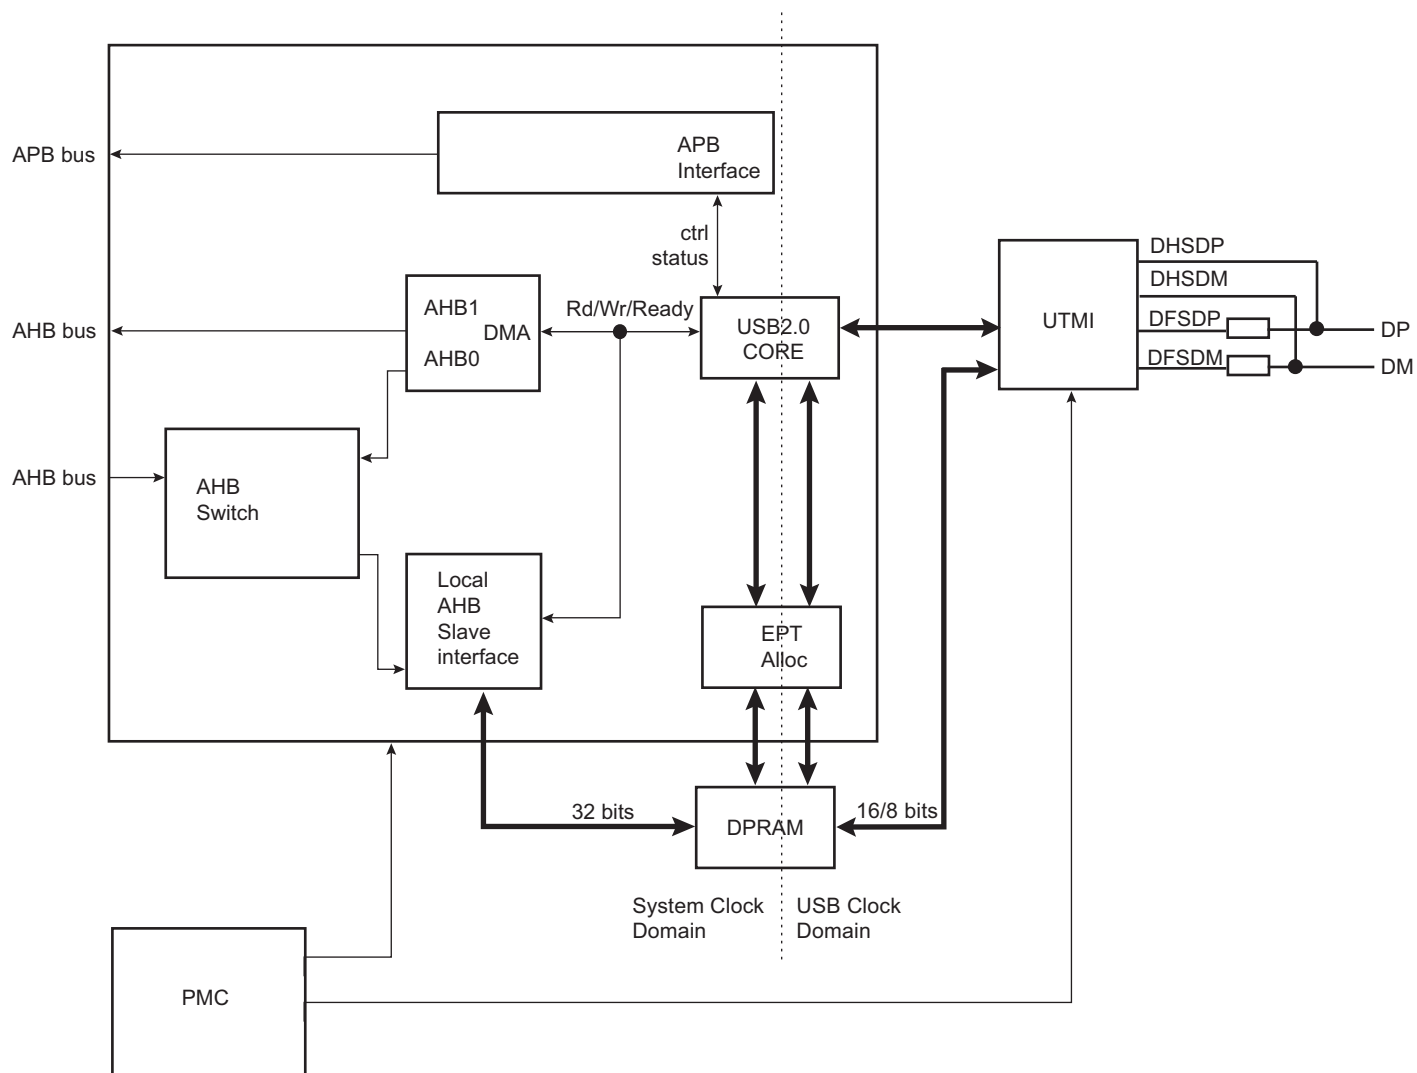 APB bus
APB
Interface
ctrl
status
AHB bus
AHB1
DMA
AHB0
Rd/Wr/Ready
USB2.0
CORE
UTMI
DHSDP
DHSDM
DFSDP
DFSDM
DP
DM
AHB bus
AHB
Switch
Local
AHB
Slave
interface
EPT
Alloc
32 bits
DPRAM
16/8 bits
System Clock
Domain
USB Clock
Domain
PMC